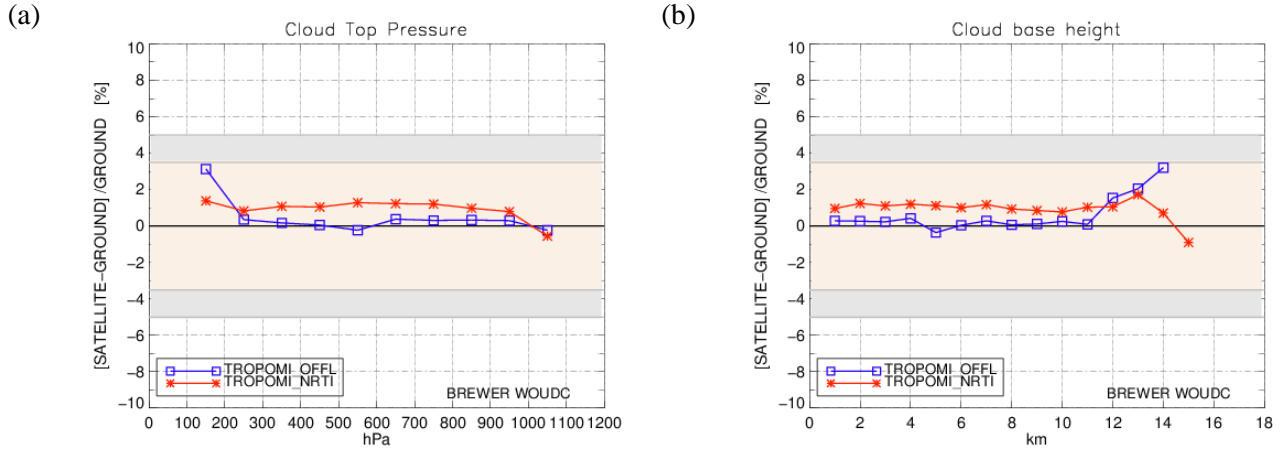 (a)
Cloud Top Pressure
[SATELLITE-GROUND]/GROUND [%]
10
8
6
4
2
0
-2
-4
-6
-8
-10
TROPOMI_OFFL
TROPOMI_NRTI
BREWER WOUDC
0 100 200 300 400 500 600 700 800 900 1000 1100 1200
hPa
(b)
Cloud base height
[SATELLITE-GROUND]/GROUND [%]
10
8
6
4
2
0
-2
-4
-6
-8
-10
TROPOMI_OFFL
TROPOMI_NRTI
BREWER WOUDC
0 2 4 6 8 10 12 14 16 18
km